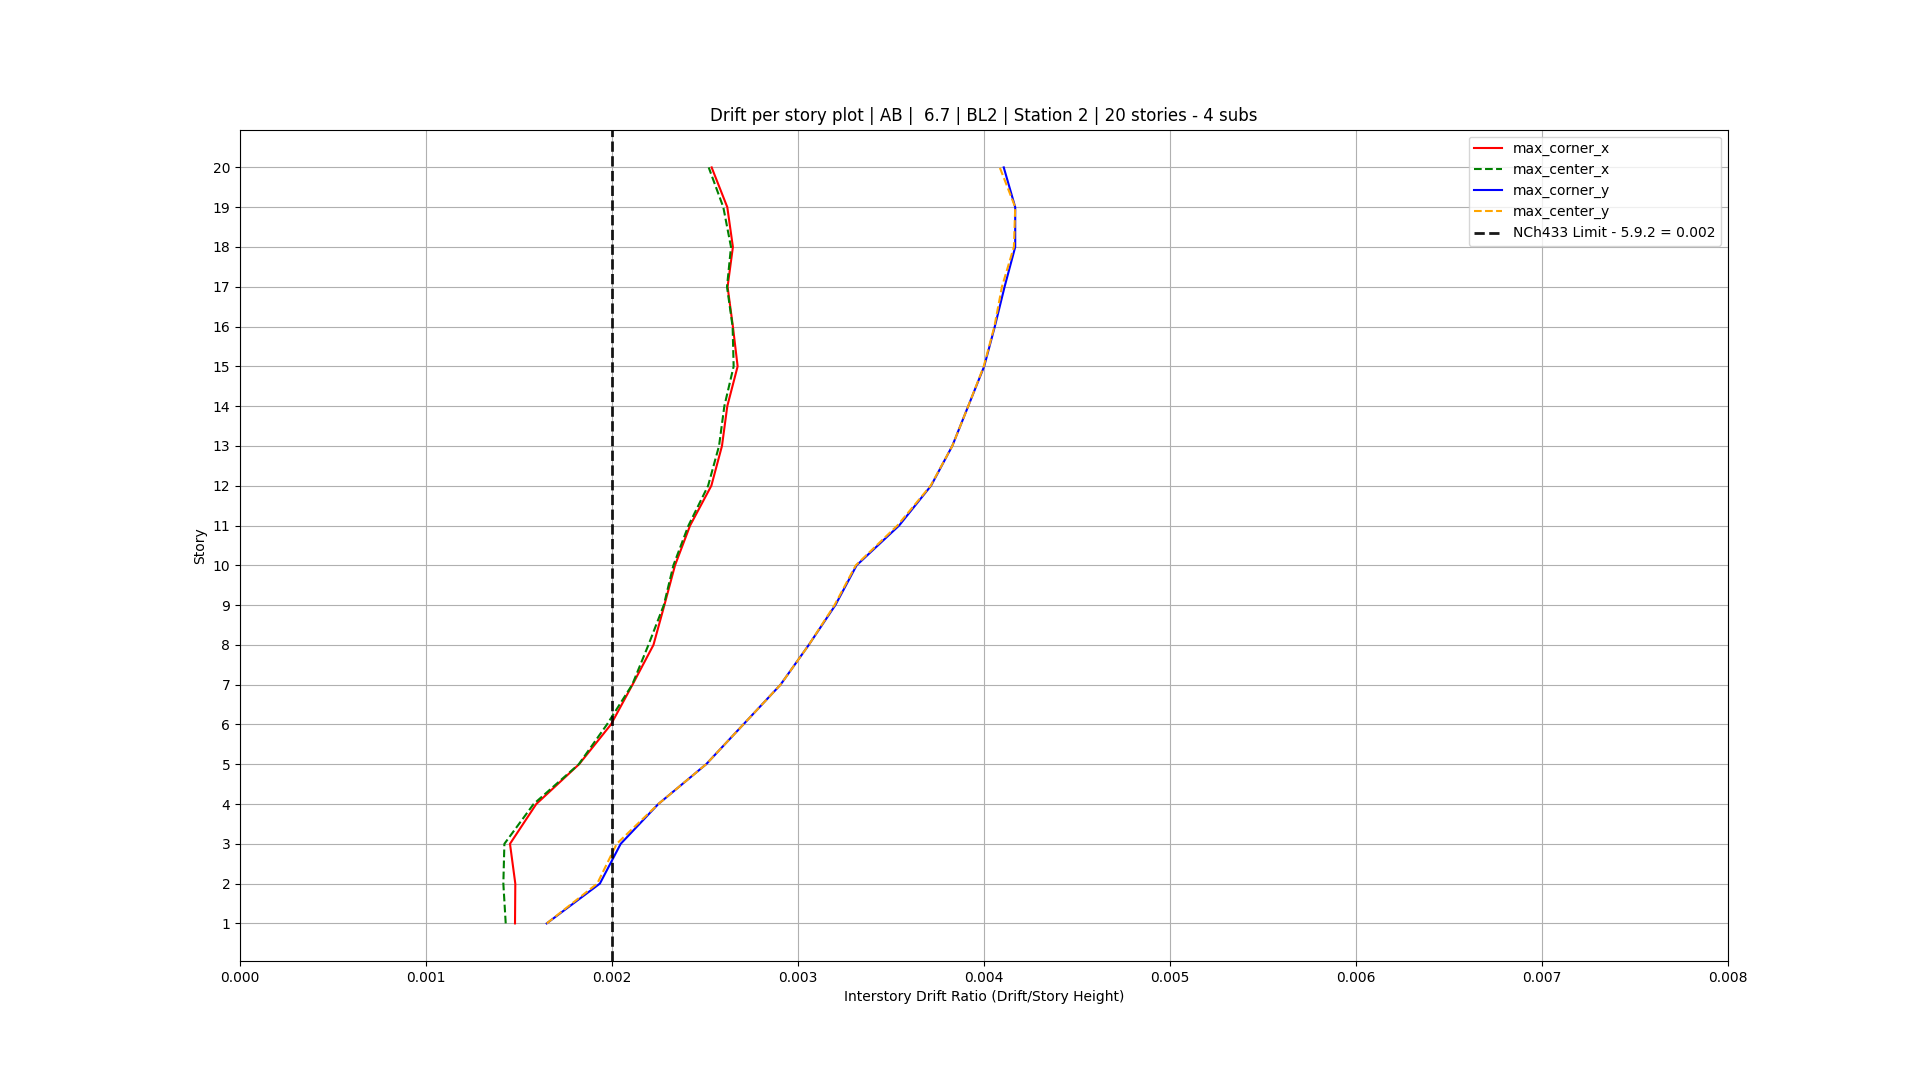 Drift per story plot | AB |  6.7 | BL2 | Station 2 | 20 stories - 4 subs
max_corner_x
max_center_x
max_corner_y
max_center_y
NCh433 Limit - 5.9.2 = 0.002
Story
20
19
18
17
16
15
14
13
12
11
10
9
8
7
6
5
4
3
2
1
0.000 0.001 0.002 0.003 0.004 0.005 0.006 0.007 0.008
Interstory Drift Ratio (Drift/Story Height)